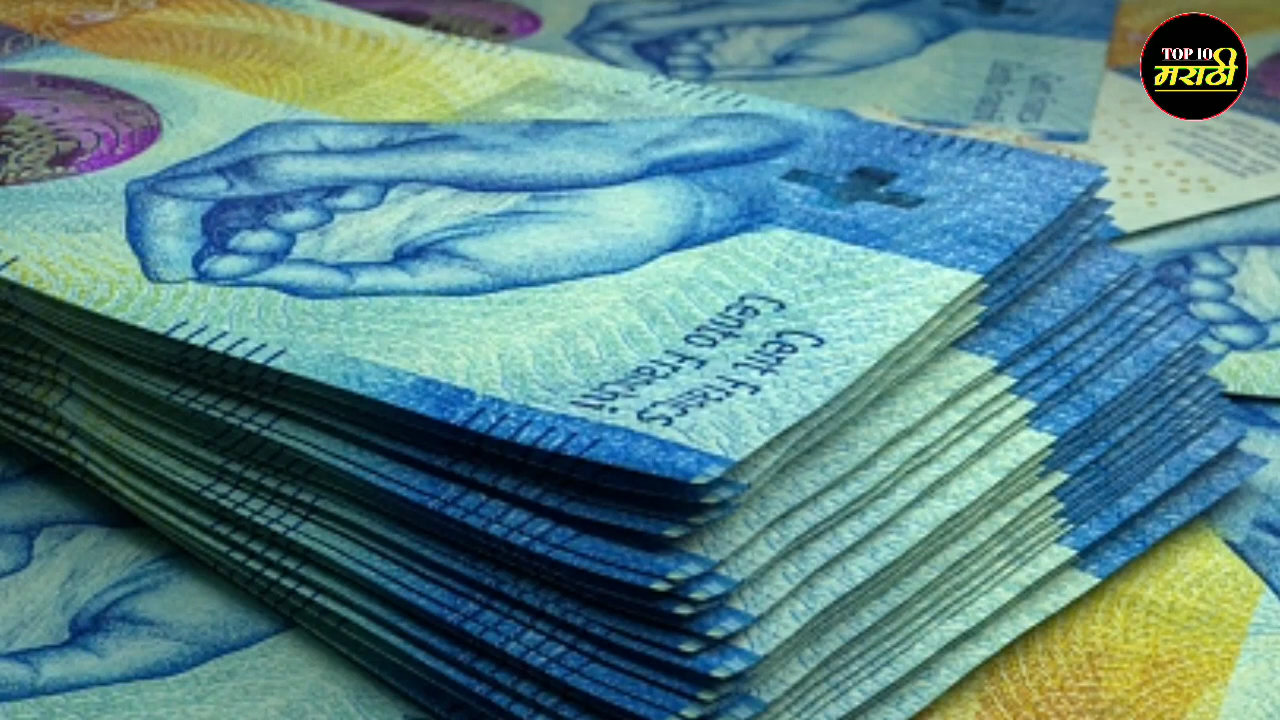 TOP 10
मराठी
Cent Francs
Cento Franchi